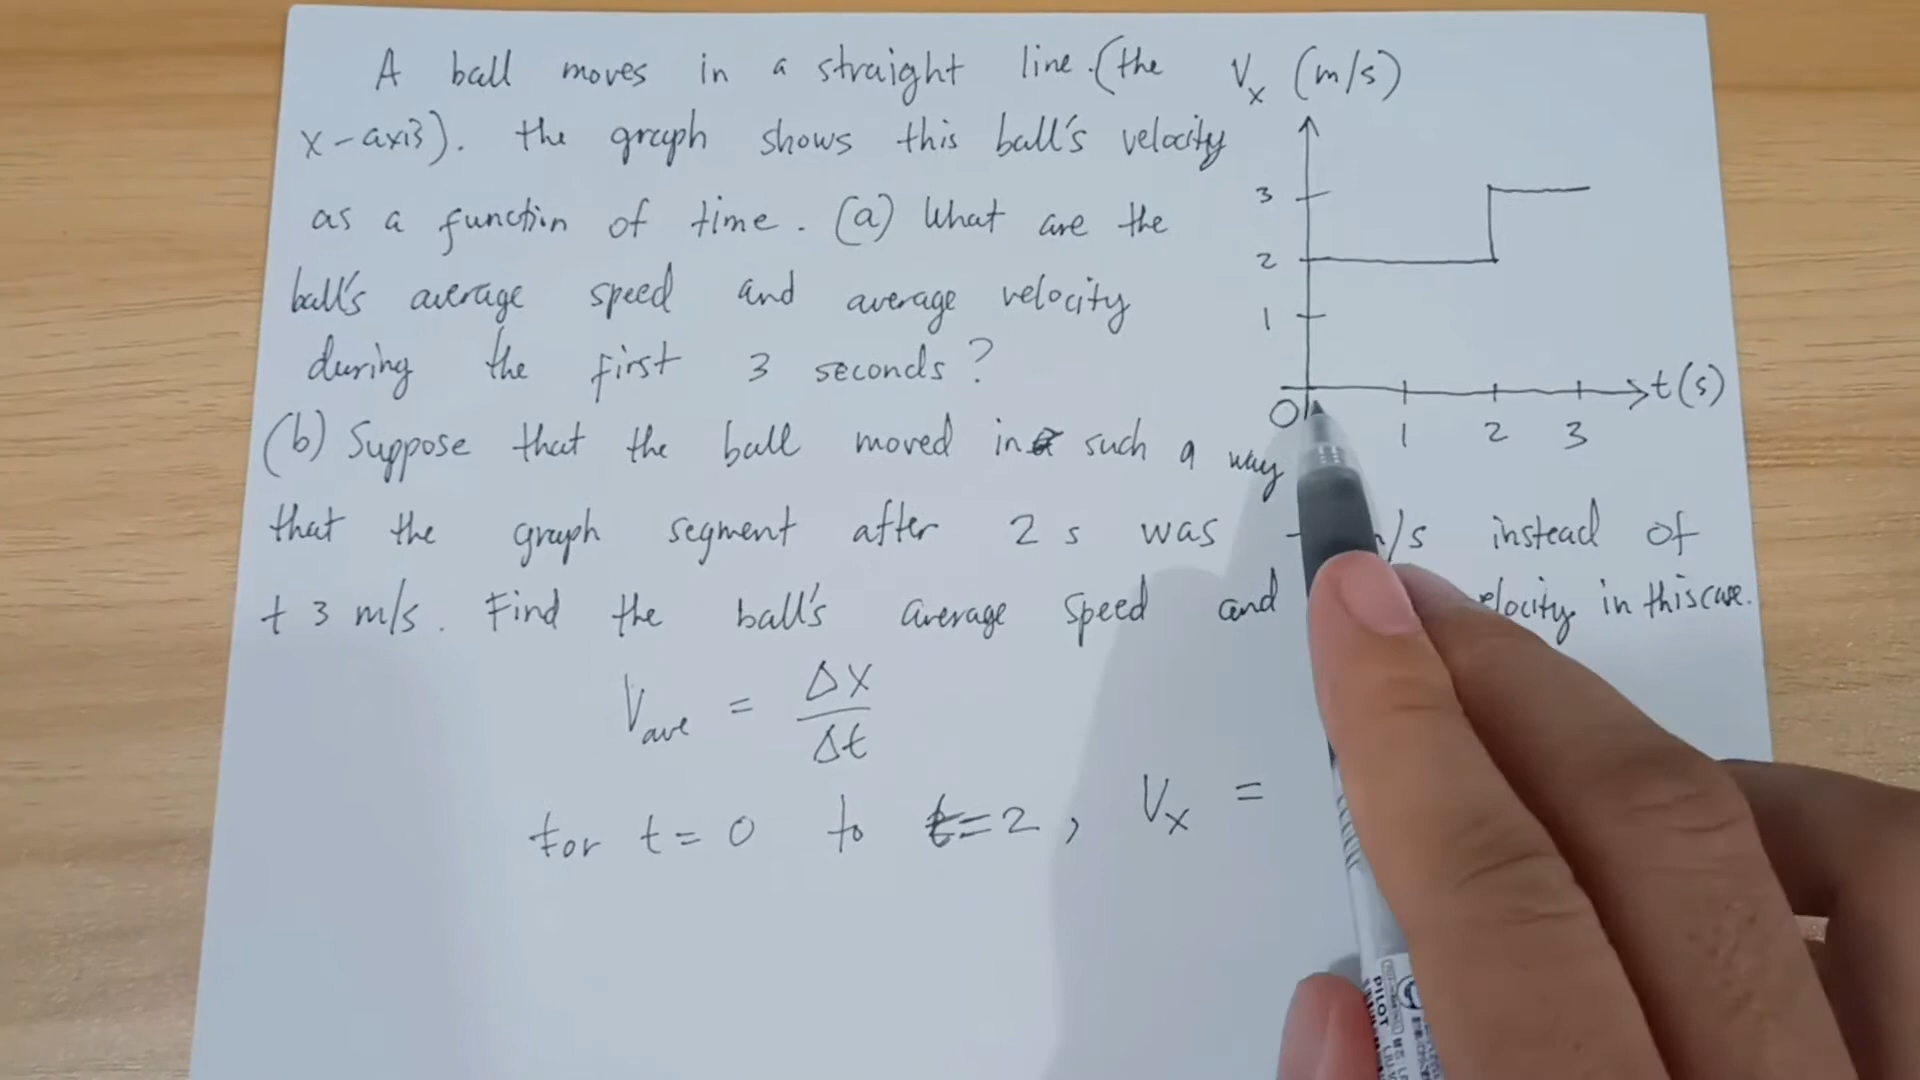 A ball moves in a straight line. (the
x-axis). the graph shows this ball's velocity
as a function of time. (a) What are the
ball's average speed and average velocity
during the first 3 seconds?
(b) Suppose that the ball moved in such a way
that the graph segment after 2 s was - /s instead of
+3 m/s. Find the ball's average speed and elocity in this case.
Vx (m/s)
3
2
1
0 1 2 3 t(s)
Vave = Δx/Δt
for t=0 to t=2, Vx =
PILOT